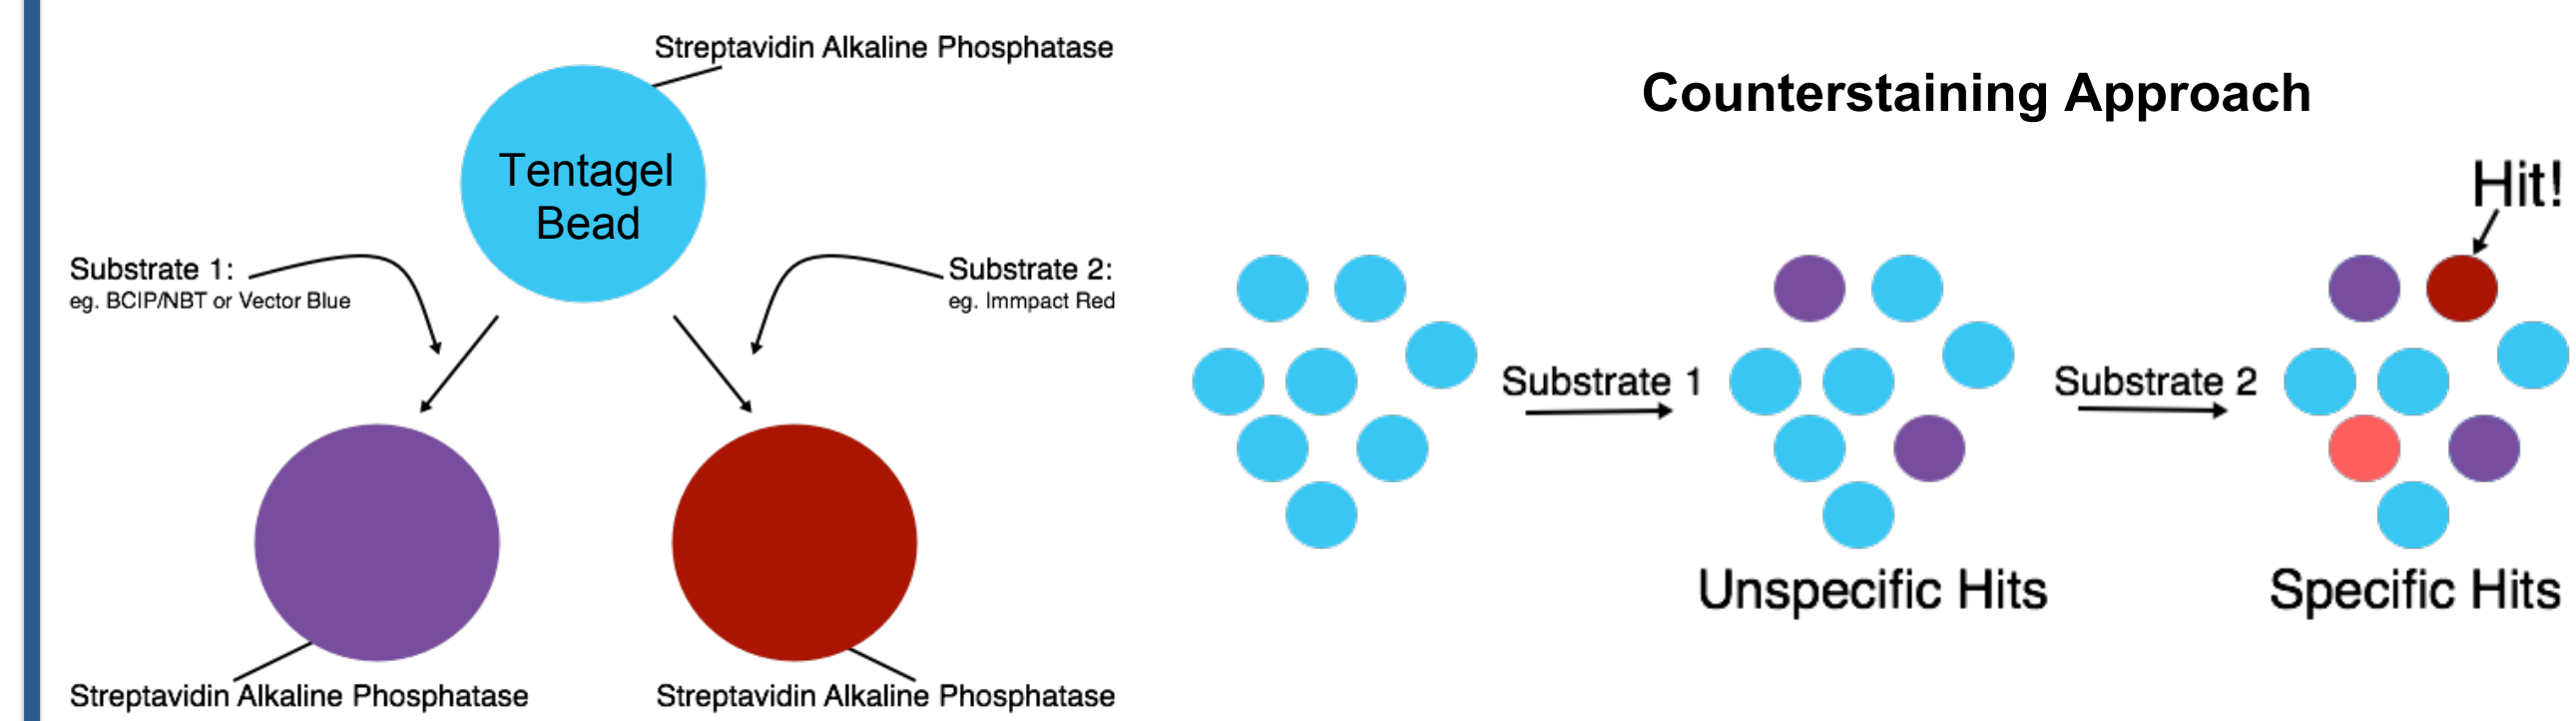 Streptavidin Alkaline Phosphatase
Tentagel
Bead
Substrate 1:
eg. BCIP/NBT or Vector Blue
Substrate 2:
eg. Immpact Red
Streptavidin Alkaline Phosphatase
Streptavidin Alkaline Phosphatase
Counterstaining Approach
Hit!
Substrate 1
Substrate 2
Unspecific Hits
Specific Hits